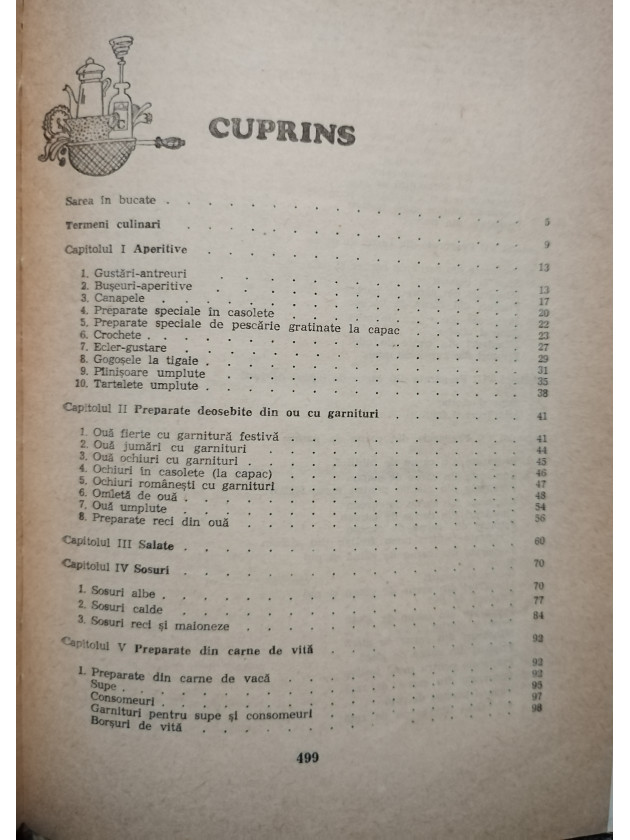 CUPRINS
Sarea în bucate . . . . . . . . . . 5
Termeni culinari . . . . . . . . . . 9
Capitolul I Aperitive . . . . . . . . . . 13
1. Gustări-antreuri . . . . . . . . . . 13
2. Bușeuri-aperitive . . . . . . . . . . 17
3. Canapele . . . . . . . . . . 20
4. Preparate speciale în casolete . . . . . . . . . . 22
5. Preparate speciale de pescărie gratinate la capac . . . . . 23
6. Crochete . . . . . . . . . . 27
7. Ecler-gustare . . . . . . . . . . 29
8. Gogoșele la tigaie . . . . . . . . . . 31
9. Pîinișoare umplute . . . . . . . . . . 35
10. Tartelete umplute . . . . . . . . . . 38
Capitolul II Preparate deosebite din ou cu garnituri . . . . . 41
1. Ouă fierte cu garnitură festivă . . . . . . . . . . 41
2. Ouă jumări cu garnituri . . . . . . . . . . 44
3. Ouă ochiuri cu garnituri . . . . . . . . . . 45
4. Ochiuri în casolete (la capac) . . . . . . . . . . 46
5. Ochiuri românești cu garnituri . . . . . . . . . . 47
6. Omletă de ouă . . . . . . . . . . 48
7. Ouă umplute . . . . . . . . . . 54
8. Preparate reci din ouă . . . . . . . . . . 56
Capitolul III Salate . . . . . . . . . . 60
Capitolul IV Sosuri . . . . . . . . . . 70
1. Sosuri albe . . . . . . . . . . 70
2. Sosuri calde . . . . . . . . . . 77
3. Sosuri reci și maioneze . . . . . . . . . . 84
Capitolul V Preparate din carne de vită . . . . . . . 92
1. Preparate din carne de vacă . . . . . . . . . 92
Supe . . . . . . . . . . 92
Consomeuri . . . . . . . . . . 95
Garnituri pentru supe și consomeuri . . . . . . . 97
Borșuri de vită . . . . . . . . . . 98
499